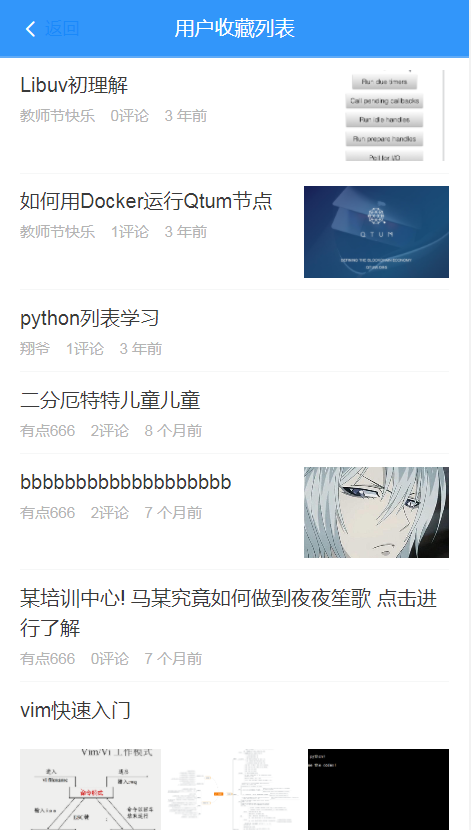 返回
用户收藏列表
Libuv初理解
教师节快乐 0评论 3 年前
Run due timers
Call pending callbacks
Run idle handles
Run prepare handles
Poll for I/O
如何用Docker运行Qtum节点
教师节快乐 1评论 3 年前
QTUM
DEFINING THE BLOCKCHAIN ECONOMY
python列表学习
翔爷 1评论 3 年前
二分厄特特儿童儿童
有点666 2评论 8 个月前
bbbbbbbbbbbbbbbbbbb
有点666 2评论 7 个月前
某培训中心! 马某究竟如何做到夜夜笙歌 点击进
行了解
有点666 0评论 7 个月前
vim快速入门
Vim/Vi 工作模式
进入
退出
命令模式
输入